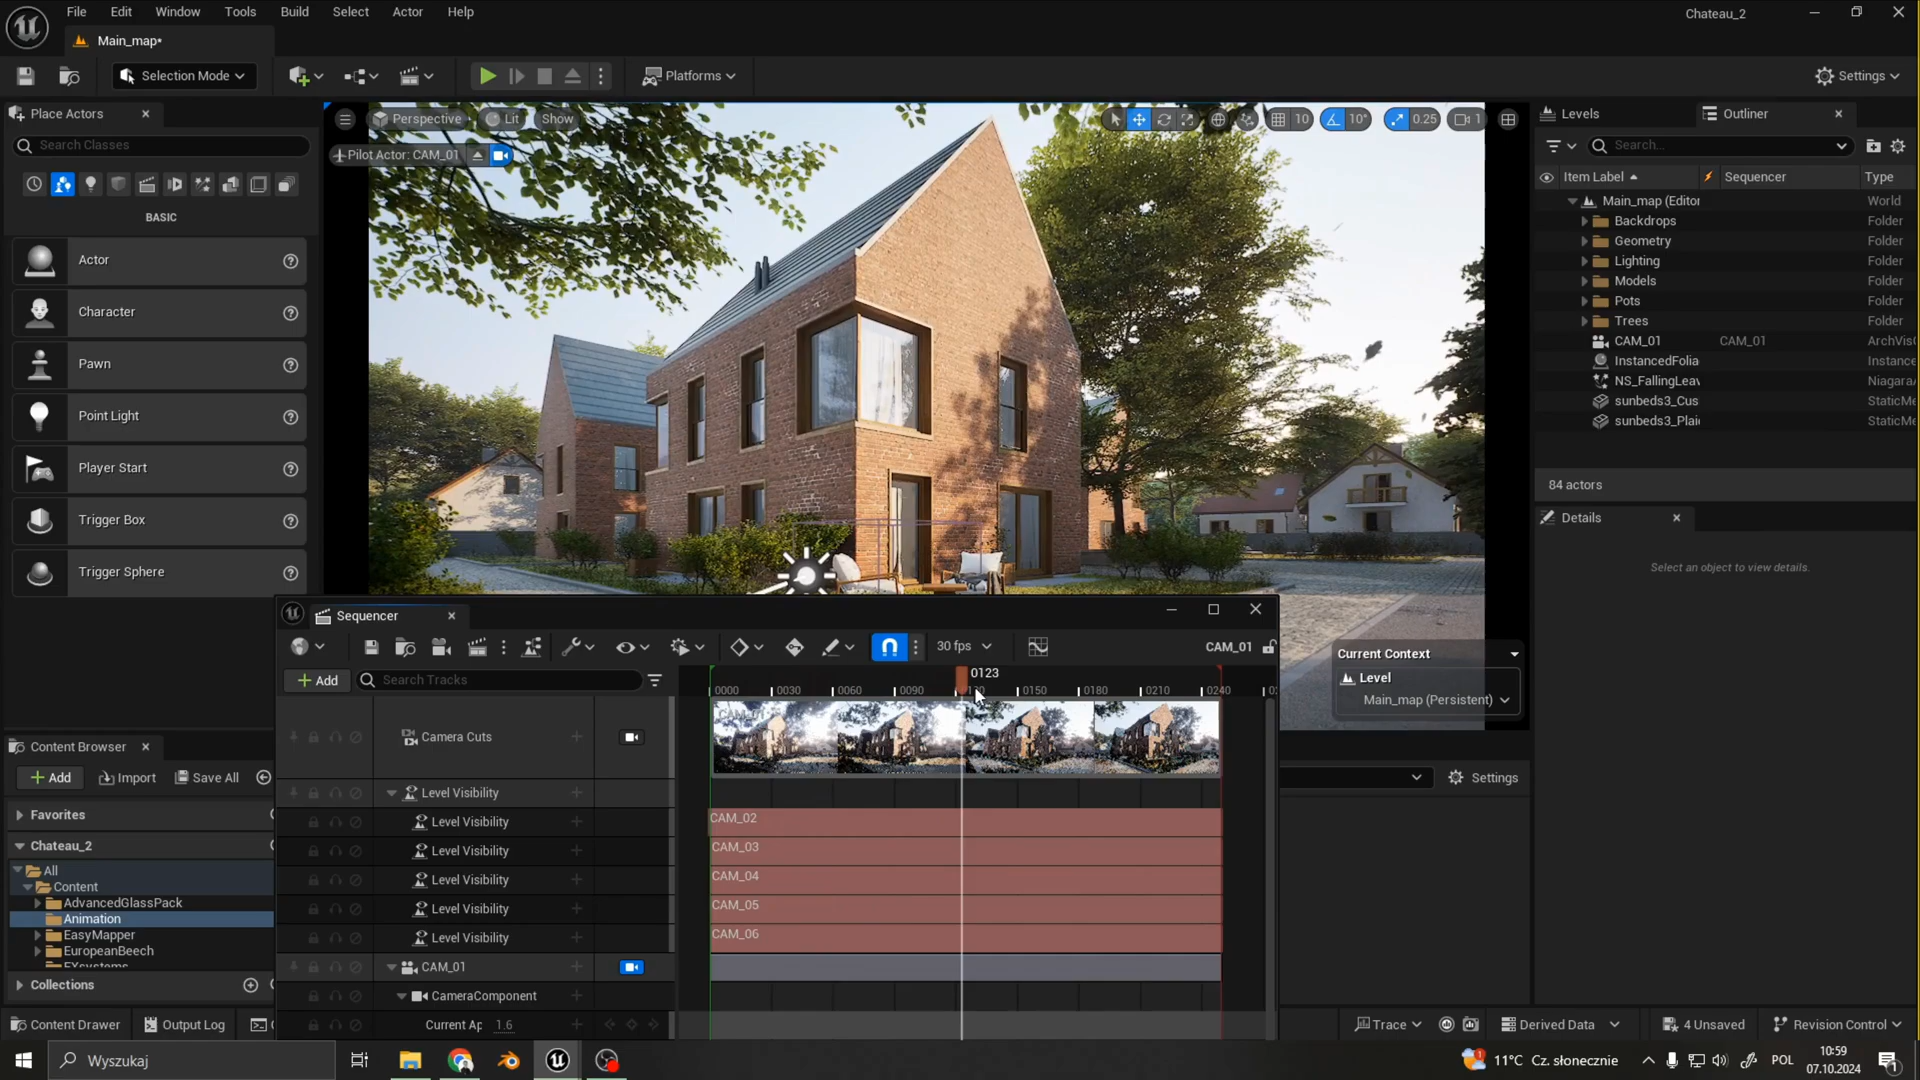 File Edit Window Tools Build Select Actor Help
Chateau_2
Main_map•
Selection Mode
Platforms
Settings
Place Actors
Search Classes
BASIC
Actor
Character
Pawn
Point Light
Player Start
Trigger Box
Trigger Sphere
Perspective Lit Show
10 10° 0.25 1
Pilot Actor: CAM_01
Levels Outliner
Search...
Item Label Sequencer Type
Main_map (Editor World
Backdrops Folder
Geometry Folder
Lighting Folder
Models Folder
Pots Folder
Trees Folder
CAM_01 CAM_01 ArchVis
InstancedFolia Instance
NS_FallingLeav Niagara
sunbeds3_Cus StaticMe
sunbeds3_Plai StaticMe
84 actors
Details
Select an object to view details.
Current Context
Level
Main_map (Persistent)
Settings
Sequencer
30 fps
CAM_01
Add
Search Tracks
0123
0000 0030 0060 0090 0150 0180 0210 0240
Camera Cuts
Level Visibility
Level Visibility
CAM_02
Level Visibility
CAM_03
Level Visibility
CAM_04
Level Visibility
CAM_05
Level Visibility
CAM_06
CAM_01
CameraComponent
Current Ap 1.6
Content Browser
Add Import Save All
Favorites
Chateau_2
All
Content
AdvancedGlassPack
Animation
EasyMapper
EuropeanBeech
Collections
Content Drawer Output Log
Trace Derived Data 4 Unsaved Revision Control
Wyszukaj
11°C Cz. słonecznie
POL
10:59
07.10.2024
1